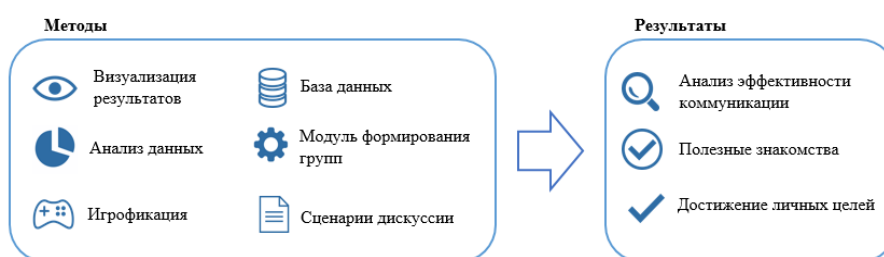 Методы
Визуализация
результатов
Анализ данных
Игрофикация
База данных
Модуль формирования
групп
Сценарии дискуссии
Результаты
Анализ эффективности
коммуникации
Полезные знакомства
Достижение личных целей